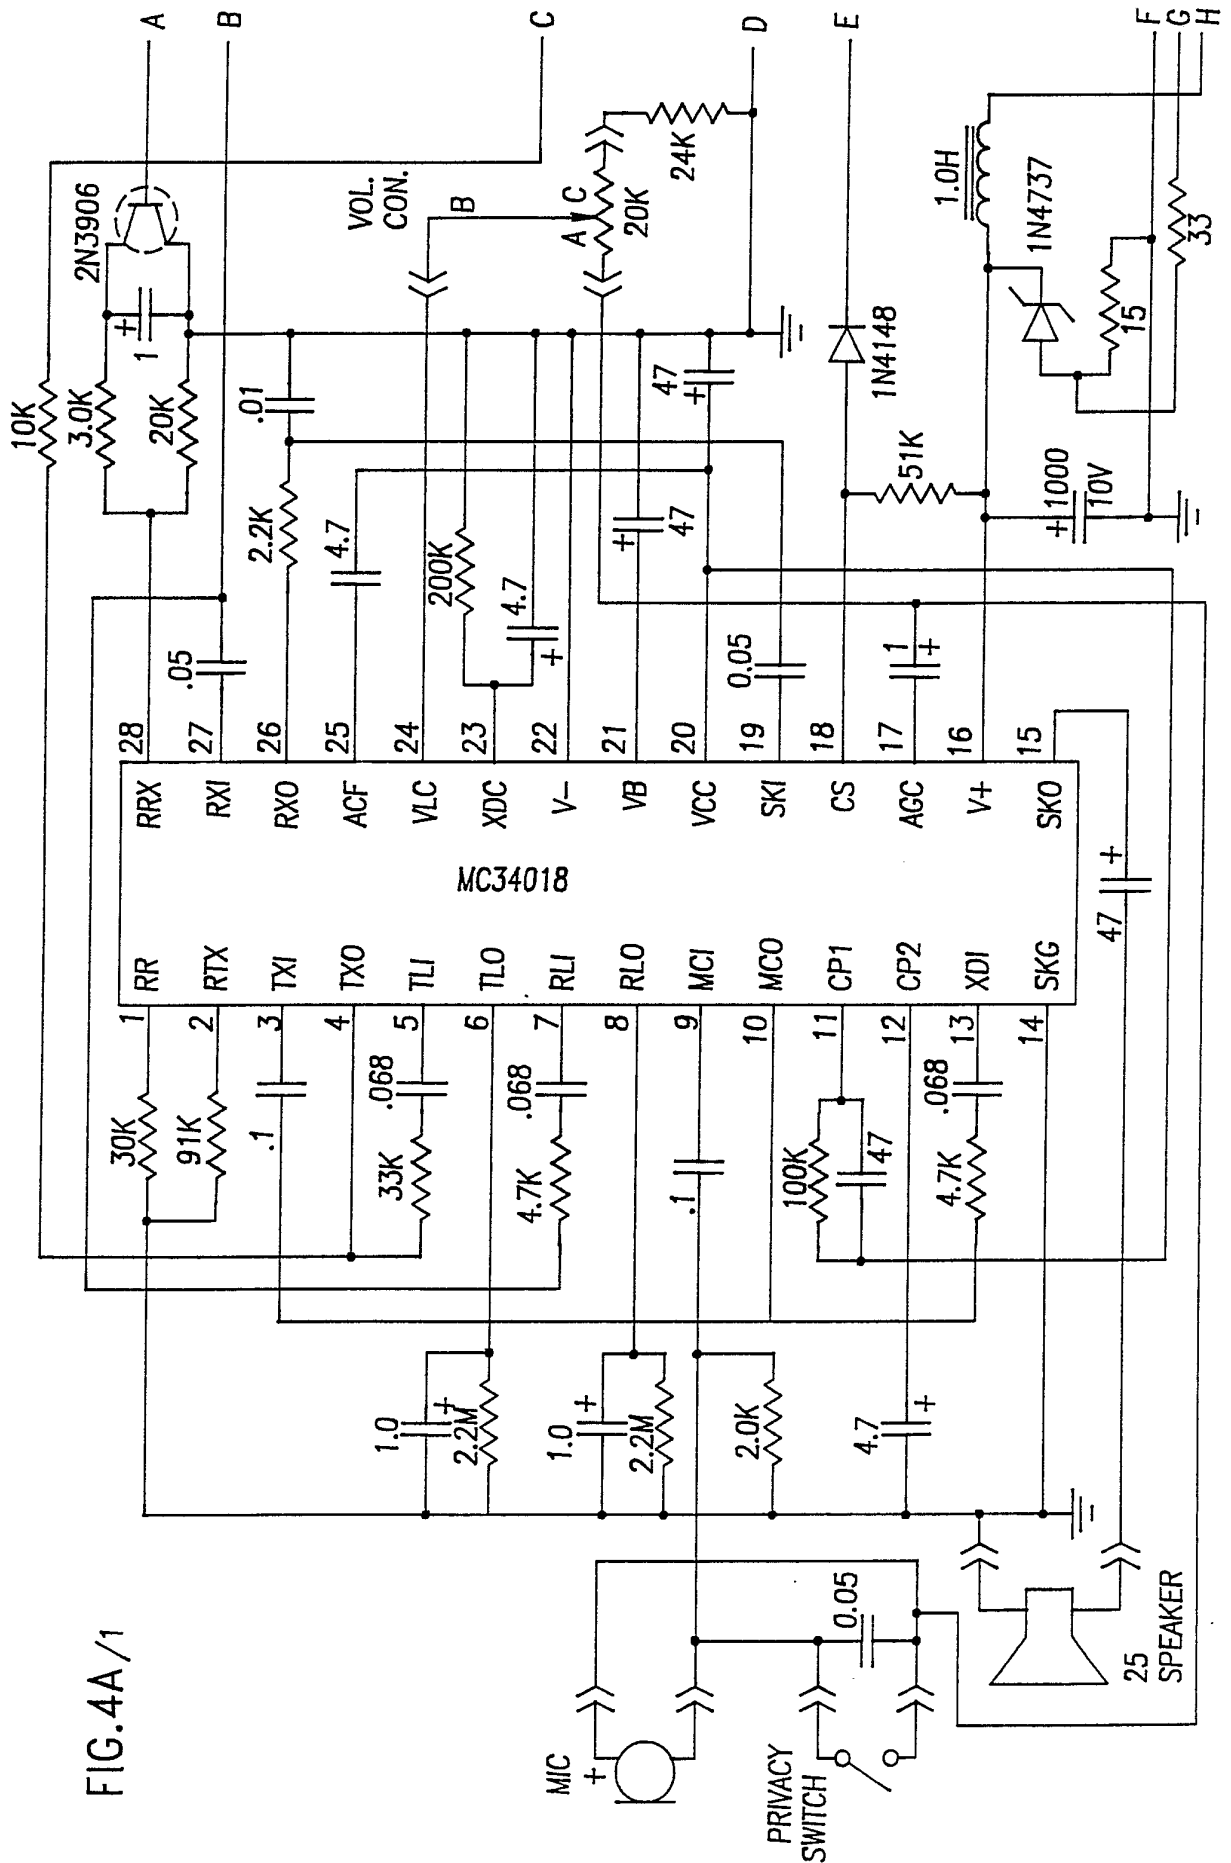 FIG.4A/1
10K
3.0K
20K
1
+
2N3906
A
B
C
D
E
F
G
H
VOL.
CON.
B
A
C
20K
24K
.05
2.2K
.01
4.7
200K
4.7
+
47
+
47
+
0.05
1N4148
51K
1
+
1.0H
1N4737
15
33
+
1000
10V
28
27
26
25
24
23
22
21
20
19
18
17
16
15
RRX
RXI
RXO
ACF
VLC
XDC
V-
VB
VCC
SKI
CS
AGC
V+
SKO
MC34018
RR
RTX
TXI
TXO
TLI
TLO
RLI
RLO
MCI
MCO
CP1
CP2
XDI
SKG
1
2
3
4
5
6
7
8
9
10
11
12
13
14
30K
91K
.1
33K
.068
4.7K
.068
.1
100K
47
4.7K
.068
47
+
1.0
+
2.2M
1.0
+
2.2M
2.0K
4.7
+
MIC
+
PRIVACY
SWITCH
0.05
25
SPEAKER